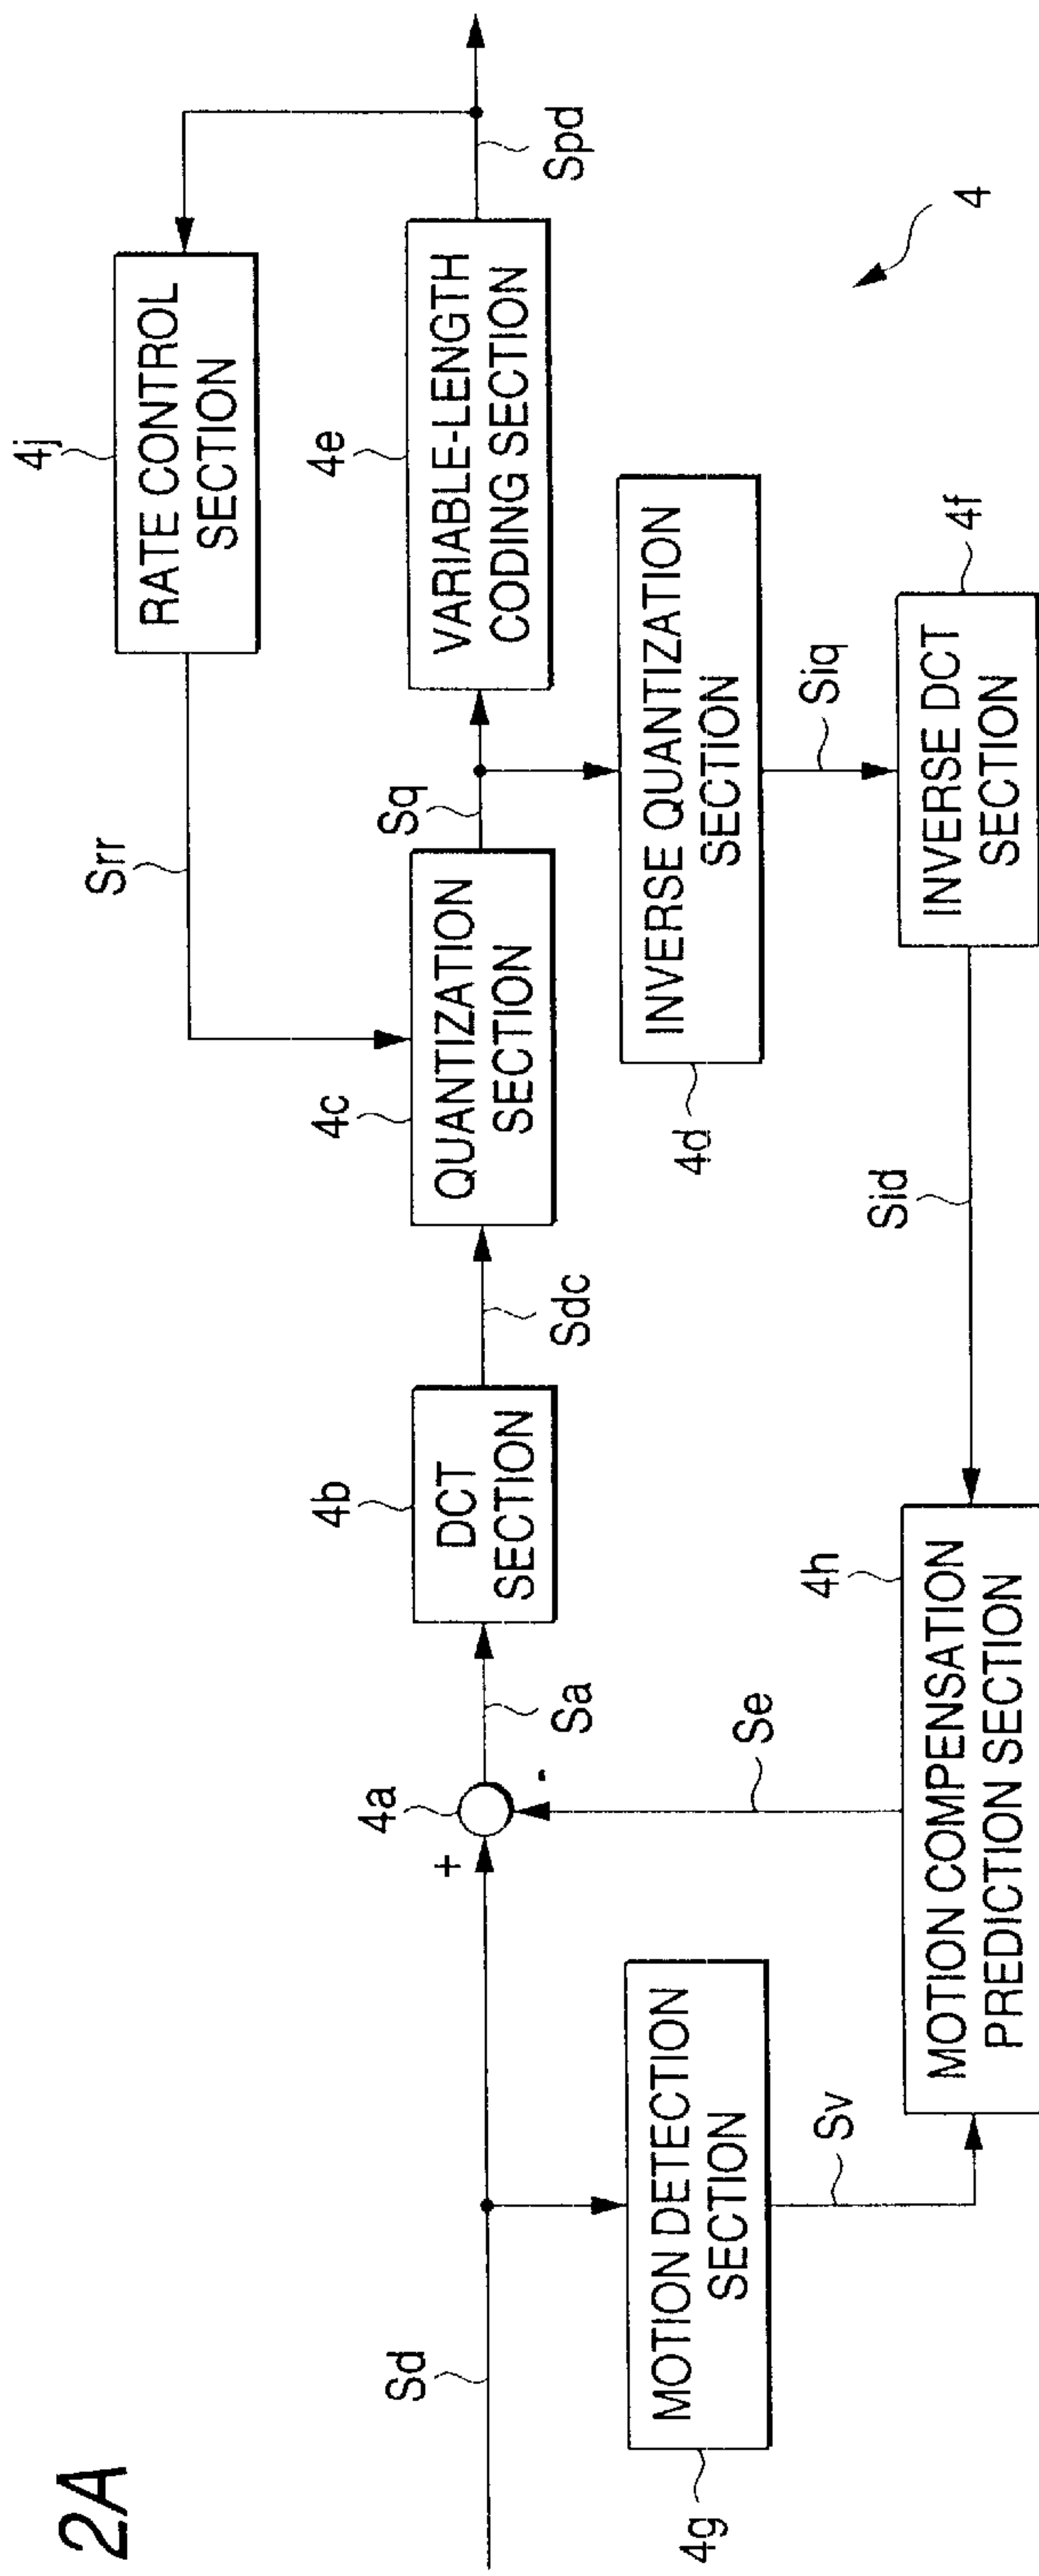 2A
4j
RATE CONTROL
SECTION
Srr
Sd
+
4a
-
Sa
4b
DCT
SECTION
Sdc
4c
QUANTIZATION
SECTION
Sq
4e
VARIABLE-LENGTH
CODING SECTION
Spd
4g
MOTION DETECTION
SECTION
Sv
Se
4d
INVERSE QUANTIZATION
SECTION
Siq
4
4h
MOTION COMPENSATION
PREDICTION SECTION
Sid
INVERSE DCT
SECTION
4f